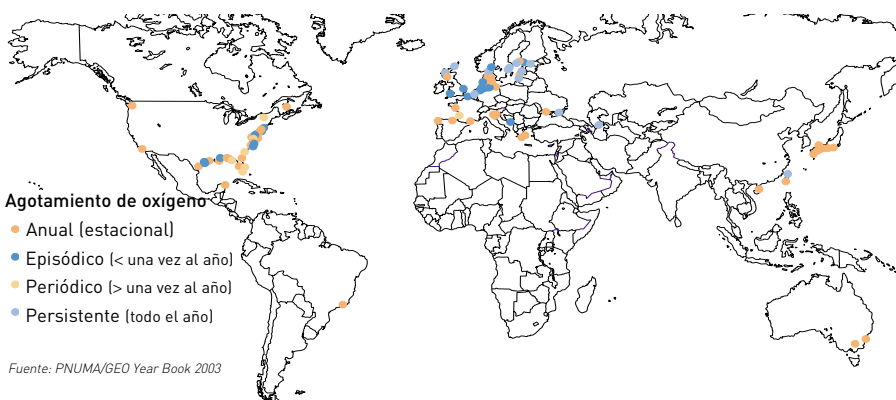 Agotamiento de oxígeno
Anual (estacional)
Episódico (< una vez al año)
Periódico (> una vez al año)
Persistente (todo el año)
Fuente: PNUMA/GEO Year Book 2003